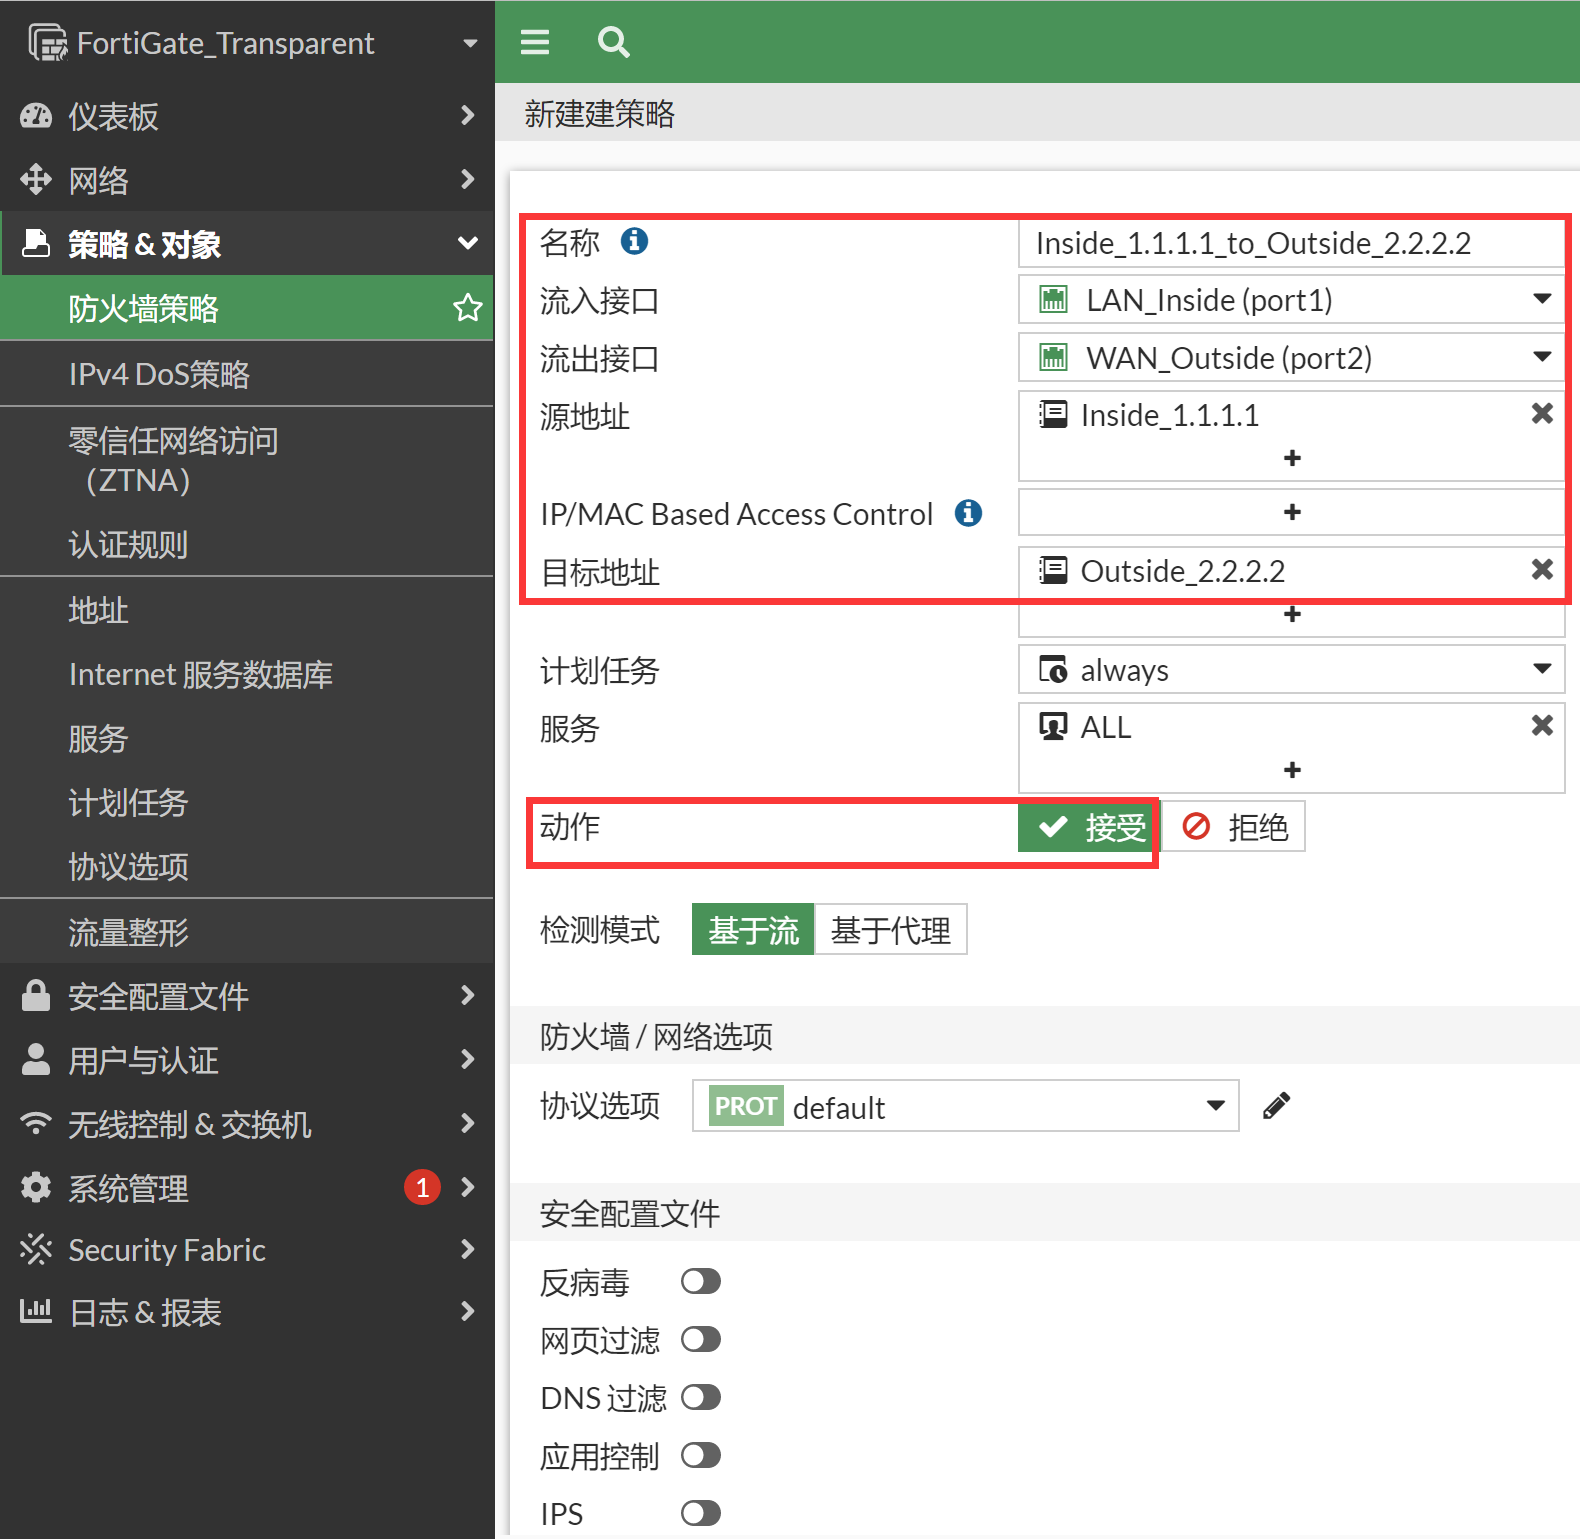 FortiGate_Transparent
仪表板
网络
策略 & 对象
防火墙策略
IPv4 DoS策略
零信任网络访问
（ZTNA）
认证规则
地址
Internet 服务数据库
服务
计划任务
协议选项
流量整形
安全配置文件
用户与认证
无线控制 & 交换机
系统管理 1
Security Fabric
日志 & 报表
新建建策略
名称 Inside_1.1.1.1_to_Outside_2.2.2.2
流入接口 LAN_Inside (port1)
流出接口 WAN_Outside (port2)
源地址 Inside_1.1.1.1
+
IP/MAC Based Access Control +
目标地址 Outside_2.2.2.2
+
计划任务 always
服务 ALL
+
动作 接受 拒绝
检测模式 基于流 基于代理
防火墙 / 网络选项
协议选项 PROT default
安全配置文件
反病毒
网页过滤
DNS 过滤
应用控制
IPS